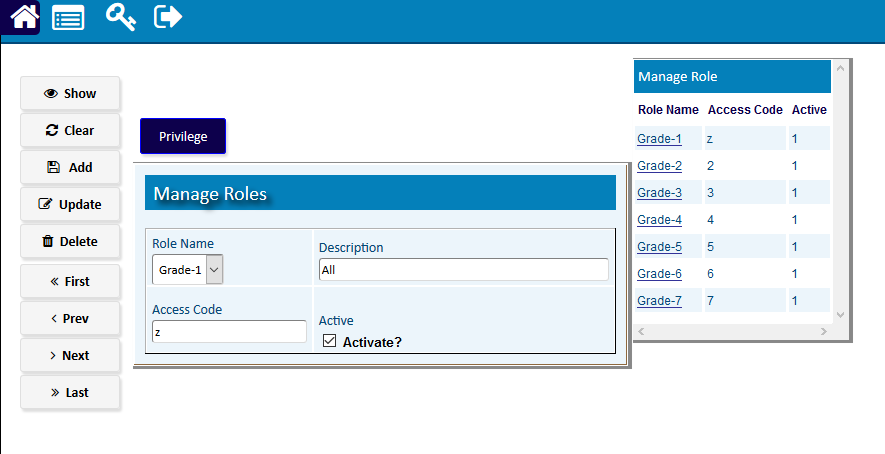 Show
Clear
Add
Update
Delete
First
Prev
Next
Last
Privilege
Manage Roles
Role Name
Grade-1
Description
All
Access Code
z
Active
Activate?
Manage Role
Role Name Access Code Active
Grade-1 z 1
Grade-2 2 1
Grade-3 3 1
Grade-4 4 1
Grade-5 5 1
Grade-6 6 1
Grade-7 7 1